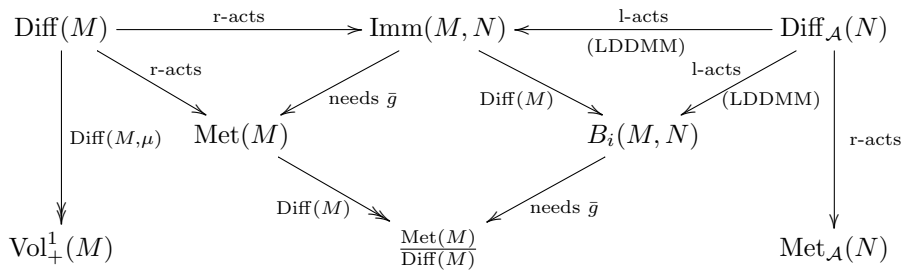 Diff(M) r-acts Imm(M, N) l-acts (LDDMM) Diff_𝒜(N)
r-acts needs ḡ Diff(M) l-acts (LDDMM)
Diff(M,μ) Met(M) B_i(M, N) r-acts
Diff(M) needs ḡ
Vol^1_+(M) Met(M)/Diff(M) Met_𝒜(N)